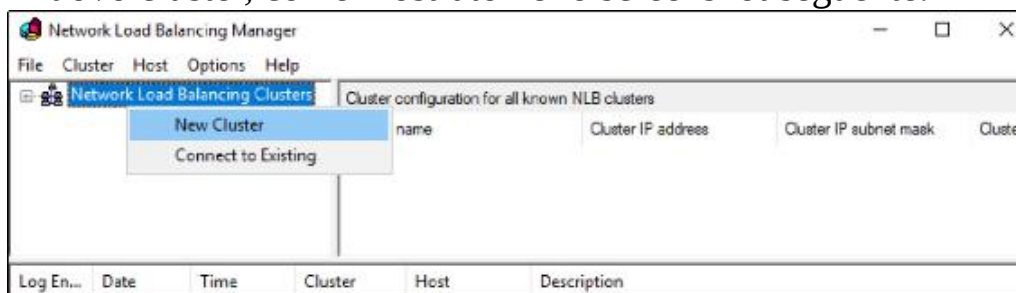 Network Load Balancing Manager
File Cluster Host Options Help
Network Load Balancing Clusters
Cluster configuration for all known NLB clusters
New Cluster
name Cluster IP address Cluster IP subnet mask Cluste
Connect to Existing
Log En... Date Time Cluster Host Description